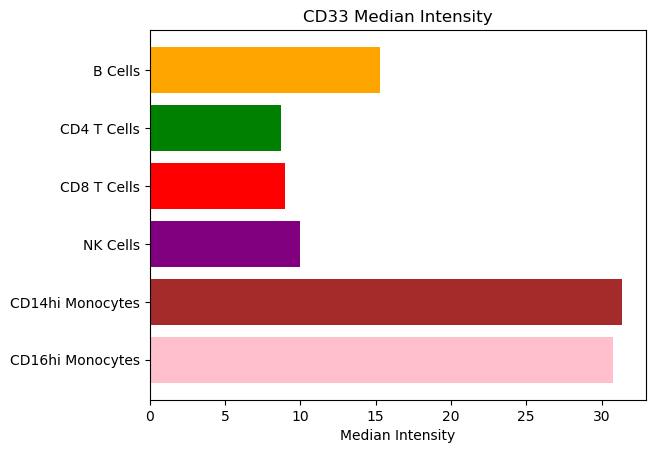 CD33 Median Intensity
B Cells
CD4 T Cells
CD8 T Cells
NK Cells
CD14hi Monocytes
CD16hi Monocytes
0 5 10 15 20 25 30
Median Intensity